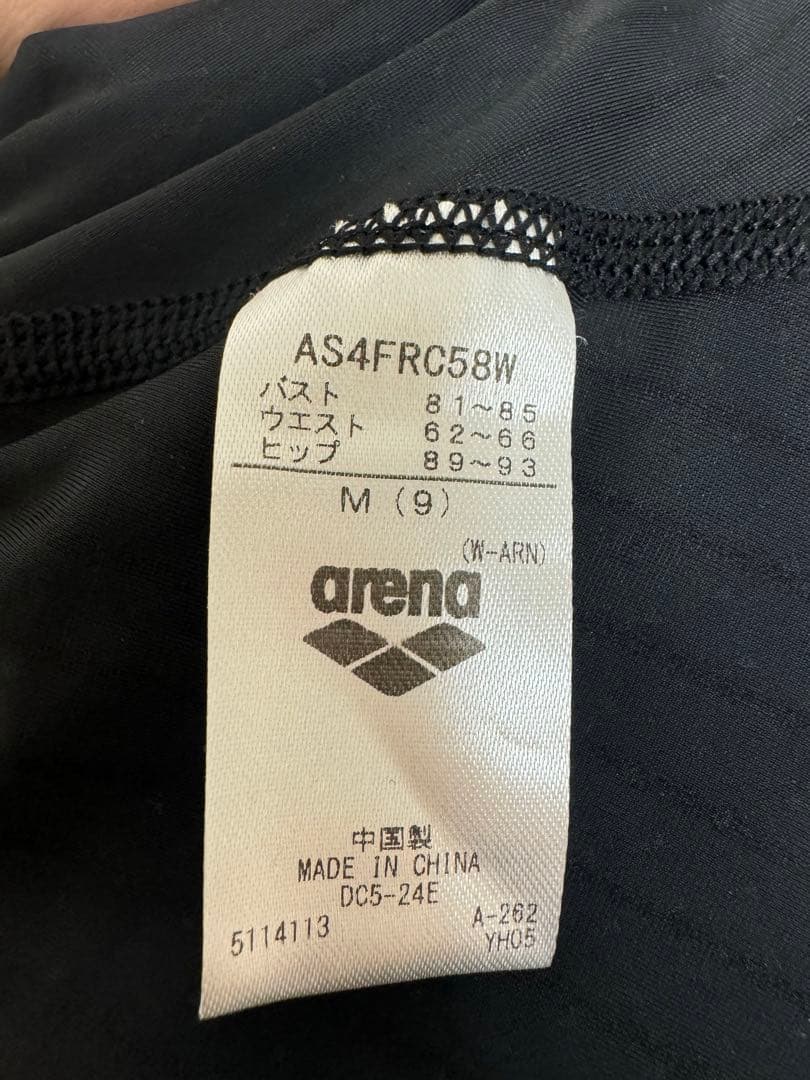 AS4FRC58W
バスト 81～85
ウエスト 62～66
ヒップ 89～93
M (9)
(W-ARN)
arena
中国製
MADE IN CHINA
DC5-24E
5114113 A-262
YH05